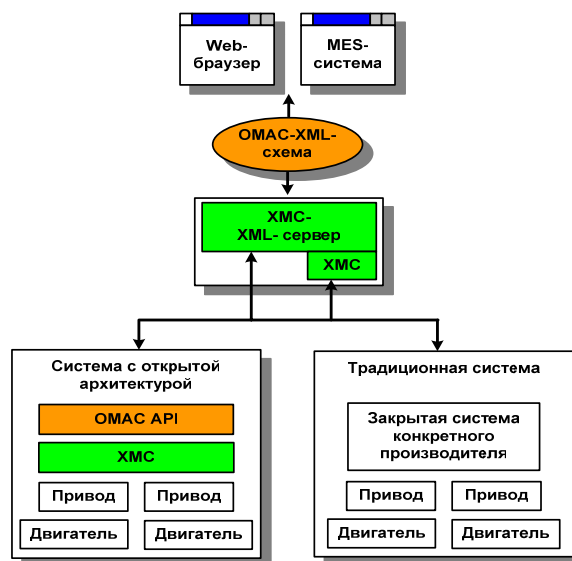 Web-
браузер
MES-
система
OMAC-XML-
схема
XMC-
XML- сервер
XMC
Система с открытой
архитектурой
OMAC API
XMC
Привод
Привод
Двигатель
Двигатель
Традиционная система
Закрытая система
конкретного
производителя
Привод
Привод
Двигатель
Двигатель